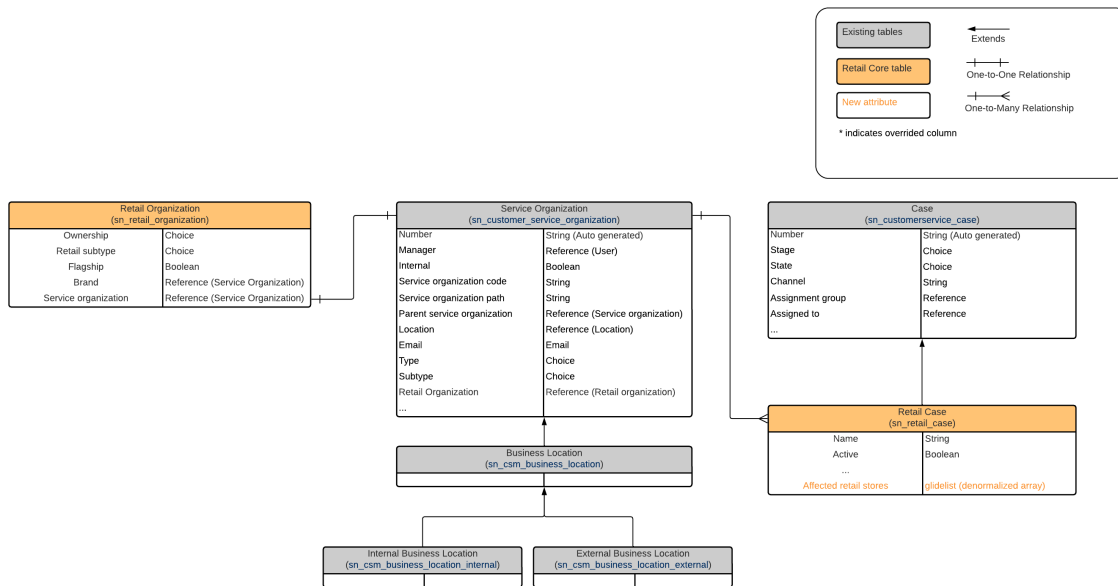 Existing tables
Extends
Retail Core table
One-to-One Relationship
New attribute
One-to-Many Relationship
* indicates overrided column
Retail Organization
(sn_retail_organization)
Ownership Choice
Retail subtype Choice
Flagship Boolean
Brand Reference (Service Organization)
Service organization Reference (Service Organization)
Service Organization
(sn_customer_service_organization)
Number String (Auto generated)
Manager Reference (User)
Internal Boolean
Service organization code String
Service organization path String
Parent service organization Reference (Service organization)
Location Reference (Location)
Email Email
Type Choice
Subtype Choice
Retail Organization Reference (Retail organization)
...
Case
(sn_customerservice_case)
Number String (Auto generated)
Stage Choice
State Choice
Channel String
Assignment group Reference
Assigned to Reference
...
Retail Case
(sn_retail_case)
Name String
Active Boolean
...
Affected retail stores glidelist (denormalized array)
Business Location
(sn_csm_business_location)
Internal Business Location
(sn_csm_business_location_internal)
External Business Location
(sn_csm_business_location_external)